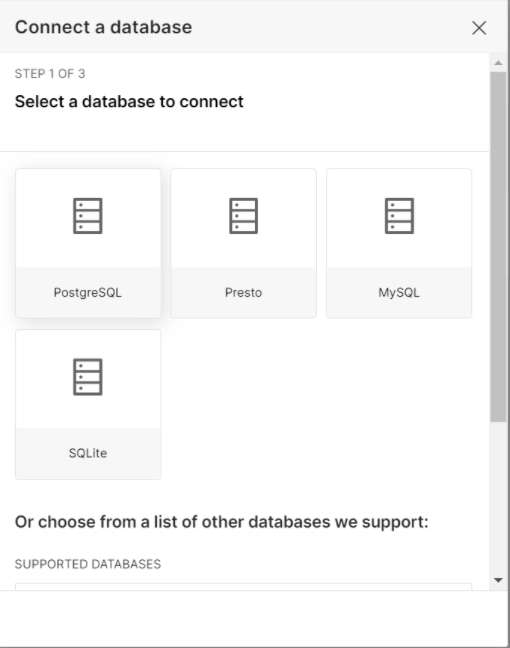 Connect a database
STEP 1 OF 3
Select a database to connect
PostgreSQL
Presto
MySQL
SQLite
Or choose from a list of other databases we support:
SUPPORTED DATABASES